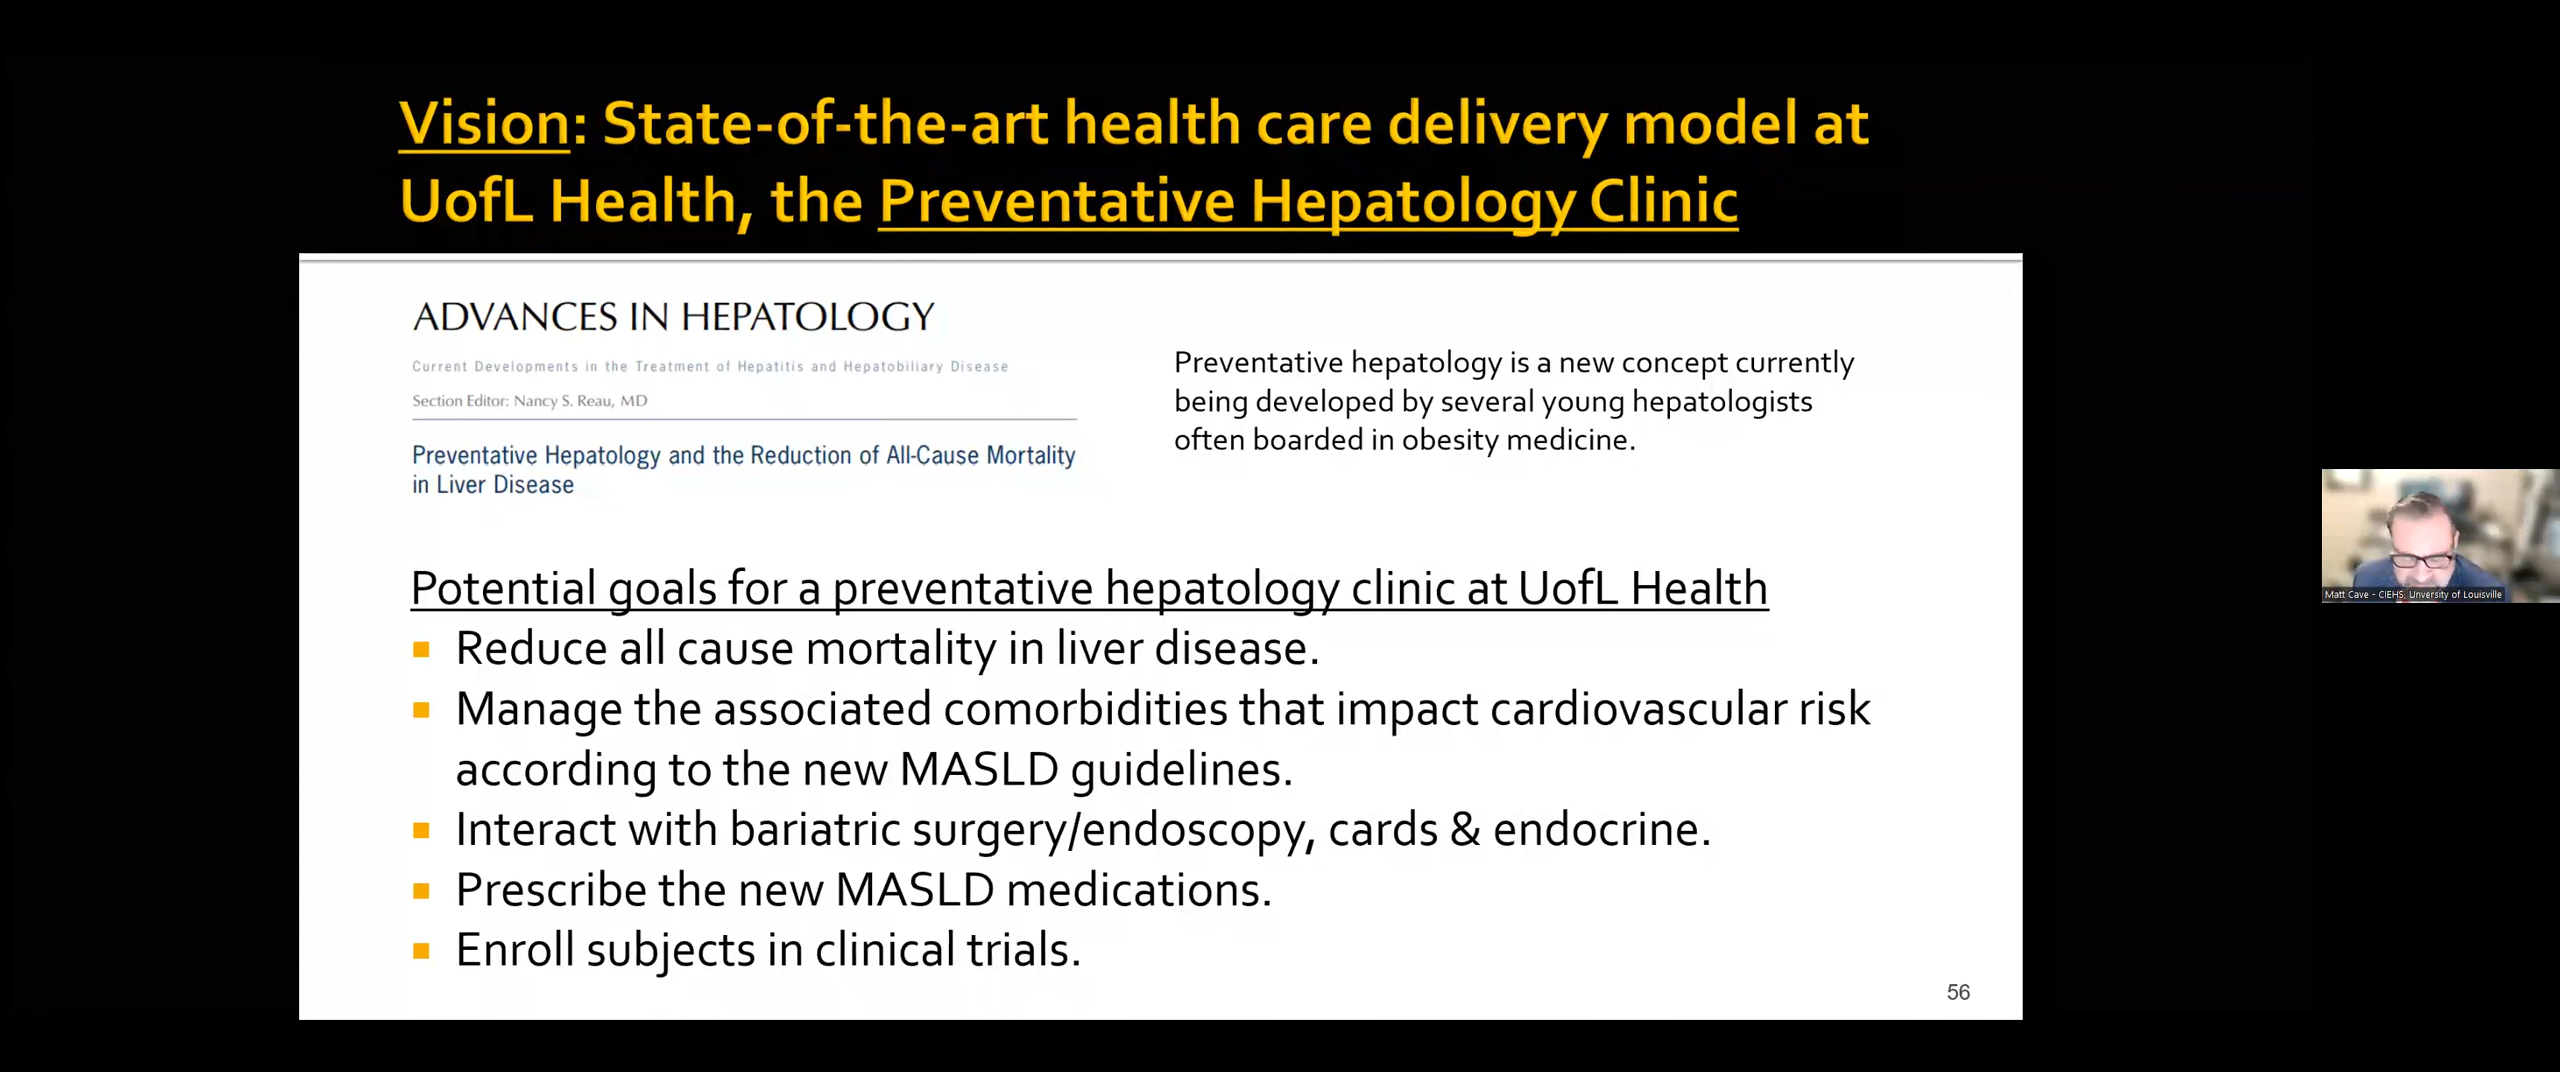 Vision: State-of-the-art health care delivery model at
UofL Health, the Preventative Hepatology Clinic
ADVANCES IN HEPATOLOGY
Current Developments in the Treatment of Hepatitis and Hepatobiliary Disease
Section Editor: Nancy S. Reau, MD
Preventative Hepatology and the Reduction of All-Cause Mortality
in Liver Disease
Preventative hepatology is a new concept currently
being developed by several young hepatologists
often boarded in obesity medicine.
Potential goals for a preventative hepatology clinic at UofL Health
Reduce all cause mortality in liver disease.
Manage the associated comorbidities that impact cardiovascular risk
according to the new MASLD guidelines.
Interact with bariatric surgery/endoscopy, cards & endocrine.
Prescribe the new MASLD medications.
Enroll subjects in clinical trials.
56
Matt Cave - CIEHS, Unversity of Louisville